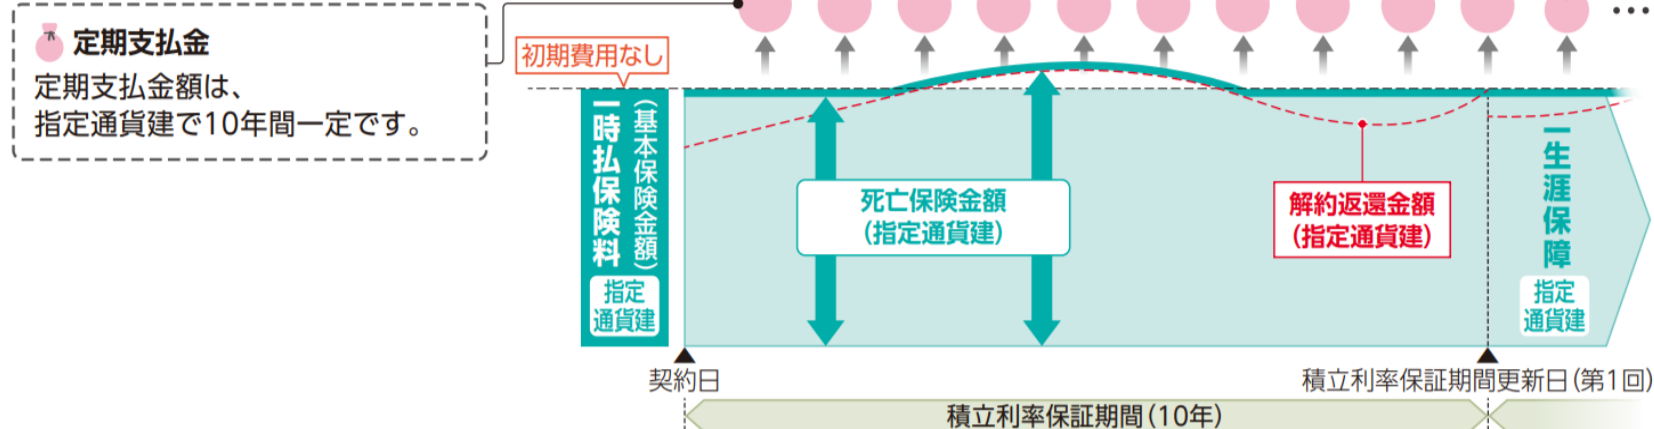 定期支払金
定期支払金額は、
指定通貨建で10年間一定です。
初期費用なし
…
一時払保険料
(基本保険金額)
指定
通貨建
死亡保険金額
(指定通貨建)
解約返還金額
(指定通貨建)
一生涯保障
指定
通貨建
契約日
積立利率保証期間更新日(第1回)
積立利率保証期間(10年)